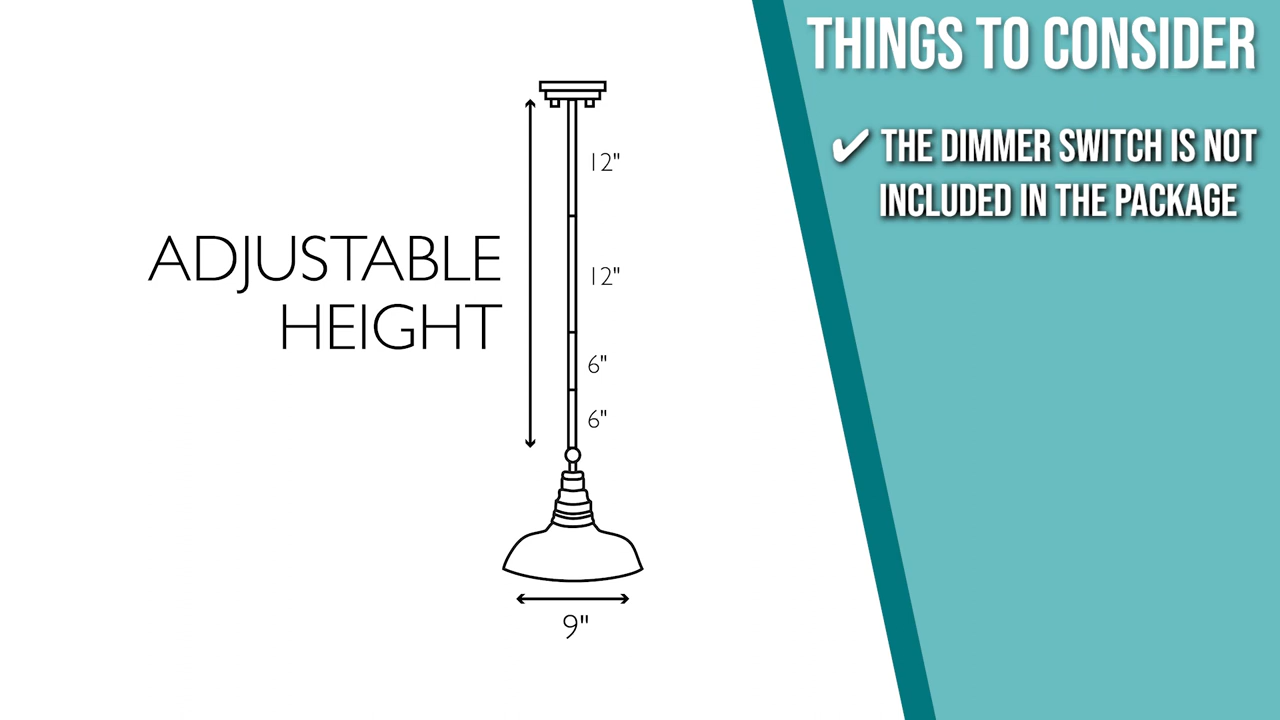 THINGS TO CONSIDER
✔ THE DIMMER SWITCH IS NOT
INCLUDED IN THE PACKAGE
ADJUSTABLE
HEIGHT
12"
12"
6"
6"
9"